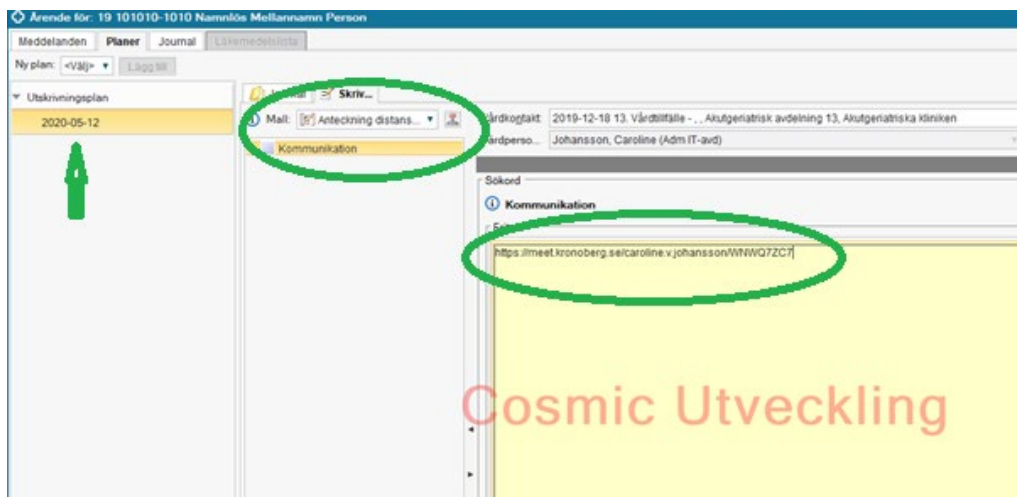 Ärende för: 19 101010-1010 Namnlös Mellannamn Person
Meddelanden Planer Journal Läkemedelslista
Ny plan: <Välj> Lägg till
Utskrivningsplan
2020-05-12
Journal Skriv...
Mall: Anteckning distans...
Kommunikation
Vårdkontakt: 2019-12-18 13. Vårdtillfälle - , , Akutgeriatrisk avdelning 13, Akutgeriatriska kliniken
Vårdperso... Johansson, Caroline (Adm IT-avd)
Sökord
Kommunikation
https://meet.kronoberg.se/caroline.v.johansson/WNWQ7ZC7
Cosmic Utveckling